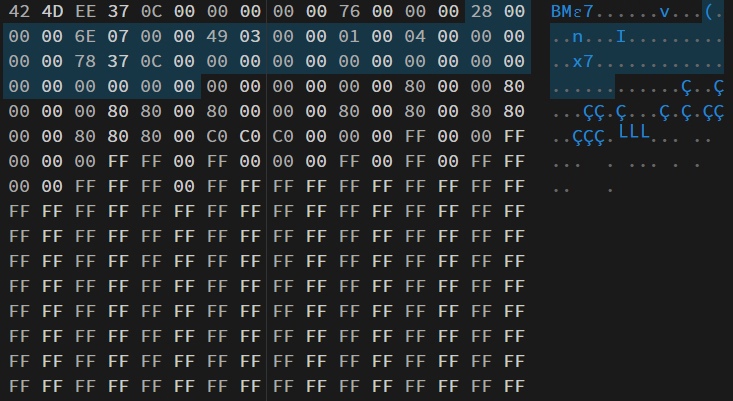 42 4D EE 37 0C 00 00 00 00 00 76 00 00 00 28 00 BMε7......v...(.
00 00 6E 07 00 00 49 03 00 00 01 00 04 00 00 00 ..n...I.........
00 00 78 37 0C 00 00 00 00 00 00 00 00 00 00 00 ..x7............
00 00 00 00 00 00 00 00 00 00 00 00 80 00 00 80 ............Ç..Ç
00 00 00 80 80 00 80 00 00 00 80 00 80 00 80 80 ...ÇÇ.Ç...Ç.Ç.ÇÇ
00 00 80 80 80 00 C0 C0 C0 00 00 00 FF 00 00 FF ..ÇÇÇ.└└└... ..
00 00 00 FF FF 00 FF 00 00 00 FF 00 FF 00 FF FF ...  . ... . .
00 00 FF FF FF 00 FF FF FF FF FF FF FF FF FF FF ..   .
FF FF FF FF FF FF FF FF FF FF FF FF FF FF FF FF
FF FF FF FF FF FF FF FF FF FF FF FF FF FF FF FF
FF FF FF FF FF FF FF FF FF FF FF FF FF FF FF FF
FF FF FF FF FF FF FF FF FF FF FF FF FF FF FF FF
FF FF FF FF FF FF FF FF FF FF FF FF FF FF FF FF
FF FF FF FF FF FF FF FF FF FF FF FF FF FF FF FF
FF FF FF FF FF FF FF FF FF FF FF FF FF FF FF FF
FF FF FF FF FF FF FF FF FF FF FF FF FF FF FF FF